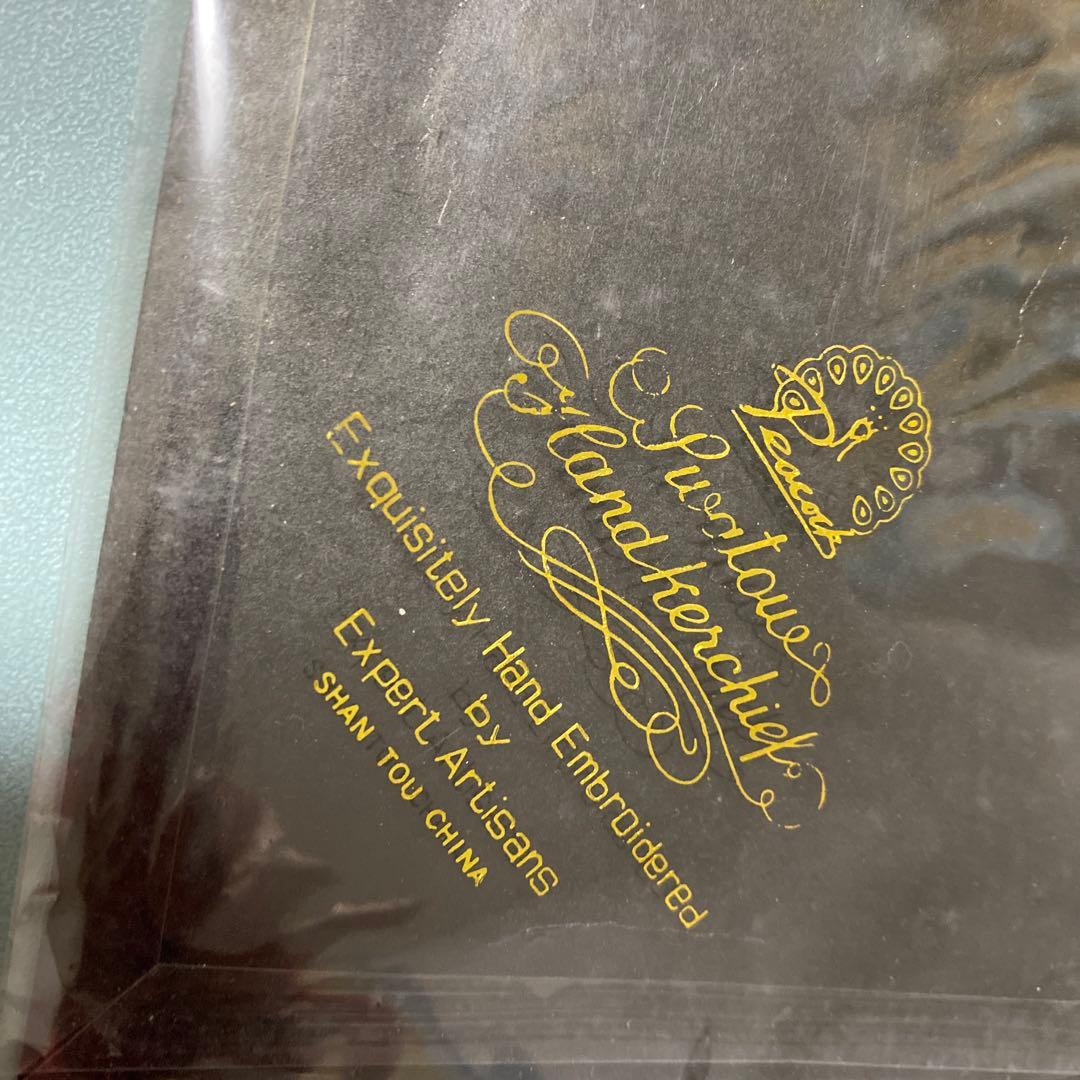 Peacock
Swatow
Handkerchief
Exquisitely Hand Embroidered
by
Expert Artisans
SHAN TOU CHINA